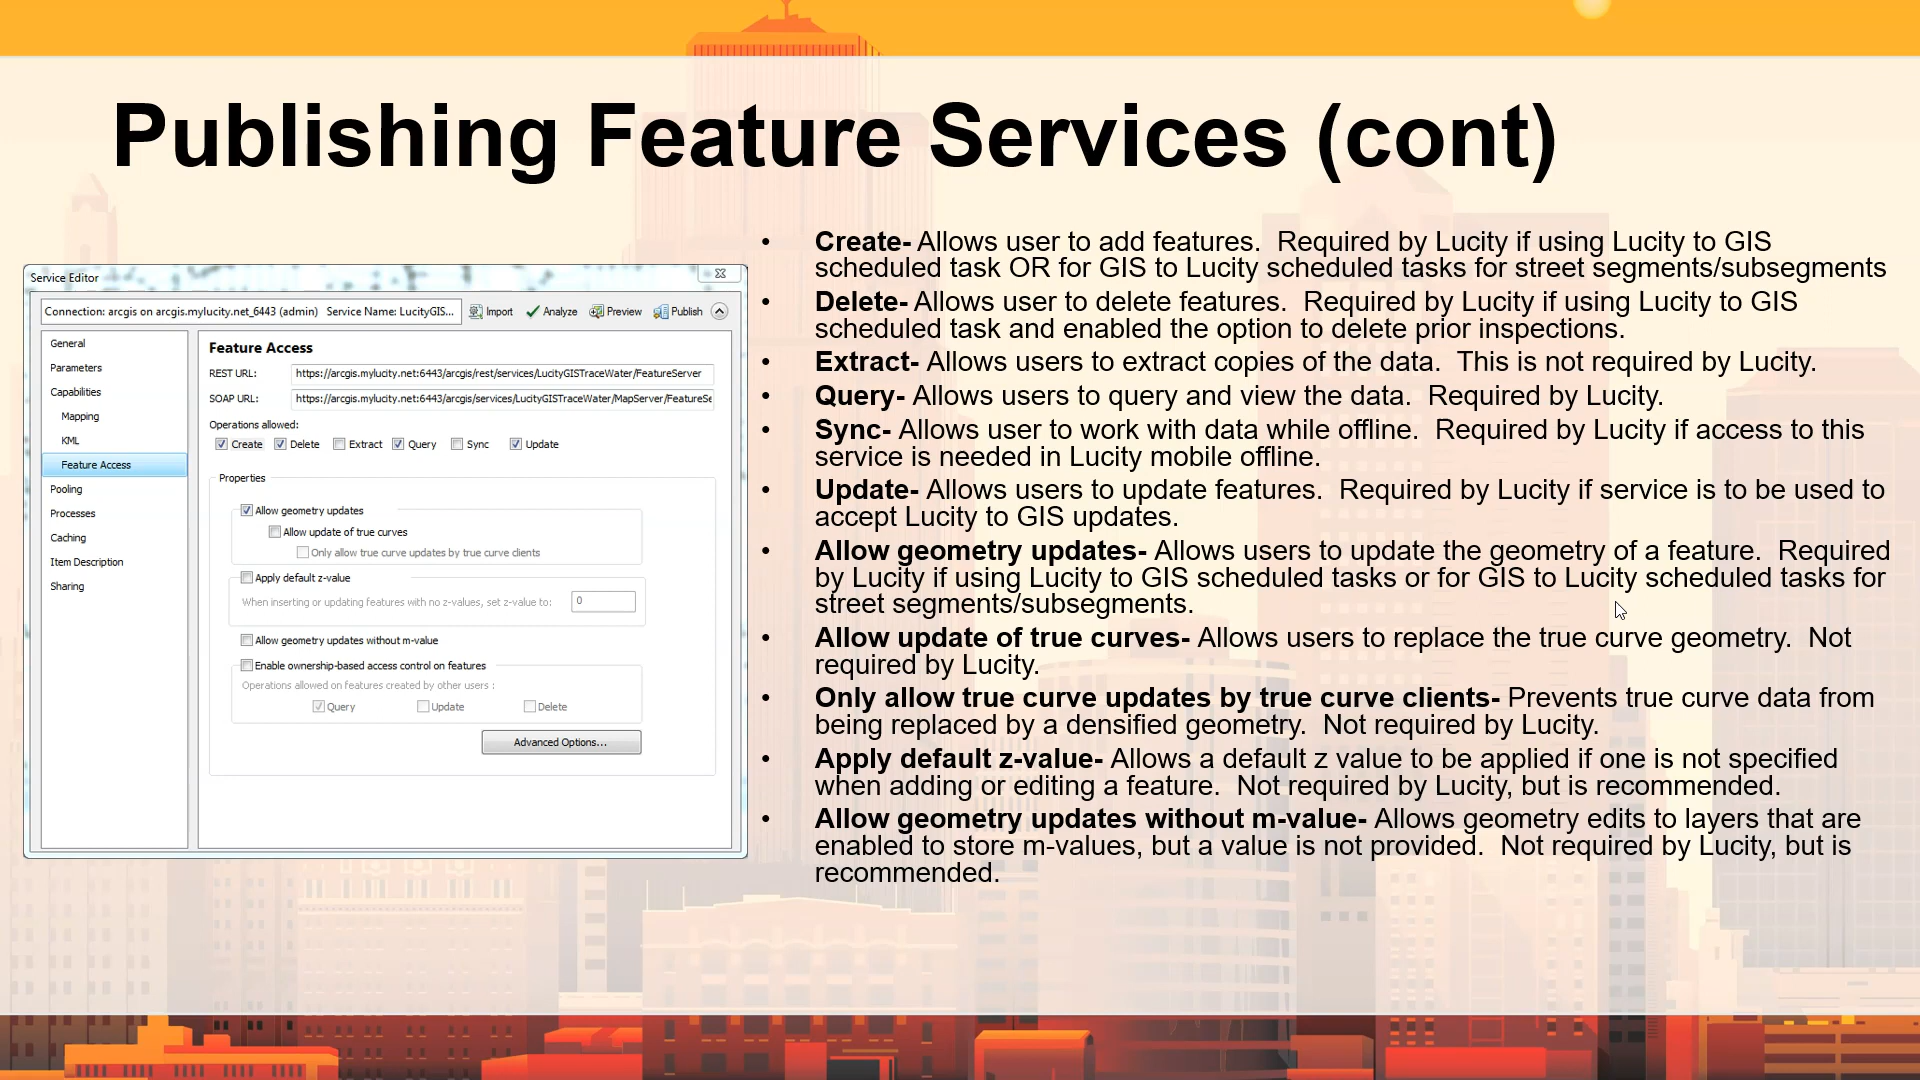 Publishing Feature Services (cont)
Service Editor
Connection: arcgis on arcgis.mylucity.net_6443 (admin)   Service Name: LucityGIS...
Import
Analyze
Preview
Publish
General
Parameters
Capabilities
Mapping
KML
Feature Access
Pooling
Processes
Caching
Item Description
Sharing
Feature Access
REST URL: https://arcgis.mylucity.net:6443/arcgis/rest/services/LucityGISTraceWater/FeatureServer
SOAP URL: https://arcgis.mylucity.net:6443/arcgis/services/LucityGISTraceWater/MapServer/FeatureSe
Operations allowed:
Create Delete Extract Query Sync Update
Properties
Allow geometry updates
Allow update of true curves
Only allow true curve updates by true curve clients
Apply default z-value
When inserting or updating features with no z-values, set z-value to: 0
Allow geometry updates without m-value
Enable ownership-based access control on features
Operations allowed on features created by other users :
Query Update Delete
Advanced Options...
• Create- Allows user to add features.  Required by Lucity if using Lucity to GIS
scheduled task OR for GIS to Lucity scheduled tasks for street segments/subsegments
• Delete- Allows user to delete features.  Required by Lucity if using Lucity to GIS
scheduled task and enabled the option to delete prior inspections.
• Extract- Allows users to extract copies of the data.  This is not required by Lucity.
• Query- Allows users to query and view the data.  Required by Lucity.
• Sync- Allows user to work with data while offline.  Required by Lucity if access to this
service is needed in Lucity mobile offline.
• Update- Allows users to update features.  Required by Lucity if service is to be used to
accept Lucity to GIS updates.
• Allow geometry updates- Allows users to update the geometry of a feature.  Required
by Lucity if using Lucity to GIS scheduled tasks or for GIS to Lucity scheduled tasks for
street segments/subsegments.
• Allow update of true curves- Allows users to replace the true curve geometry.  Not
required by Lucity.
• Only allow true curve updates by true curve clients- Prevents true curve data from
being replaced by a densified geometry.  Not required by Lucity.
• Apply default z-value- Allows a default z value to be applied if one is not specified
when adding or editing a feature.  Not required by Lucity, but is recommended.
• Allow geometry updates without m-value- Allows geometry edits to layers that are
enabled to store m-values, but a value is not provided.  Not required by Lucity, but is
recommended.